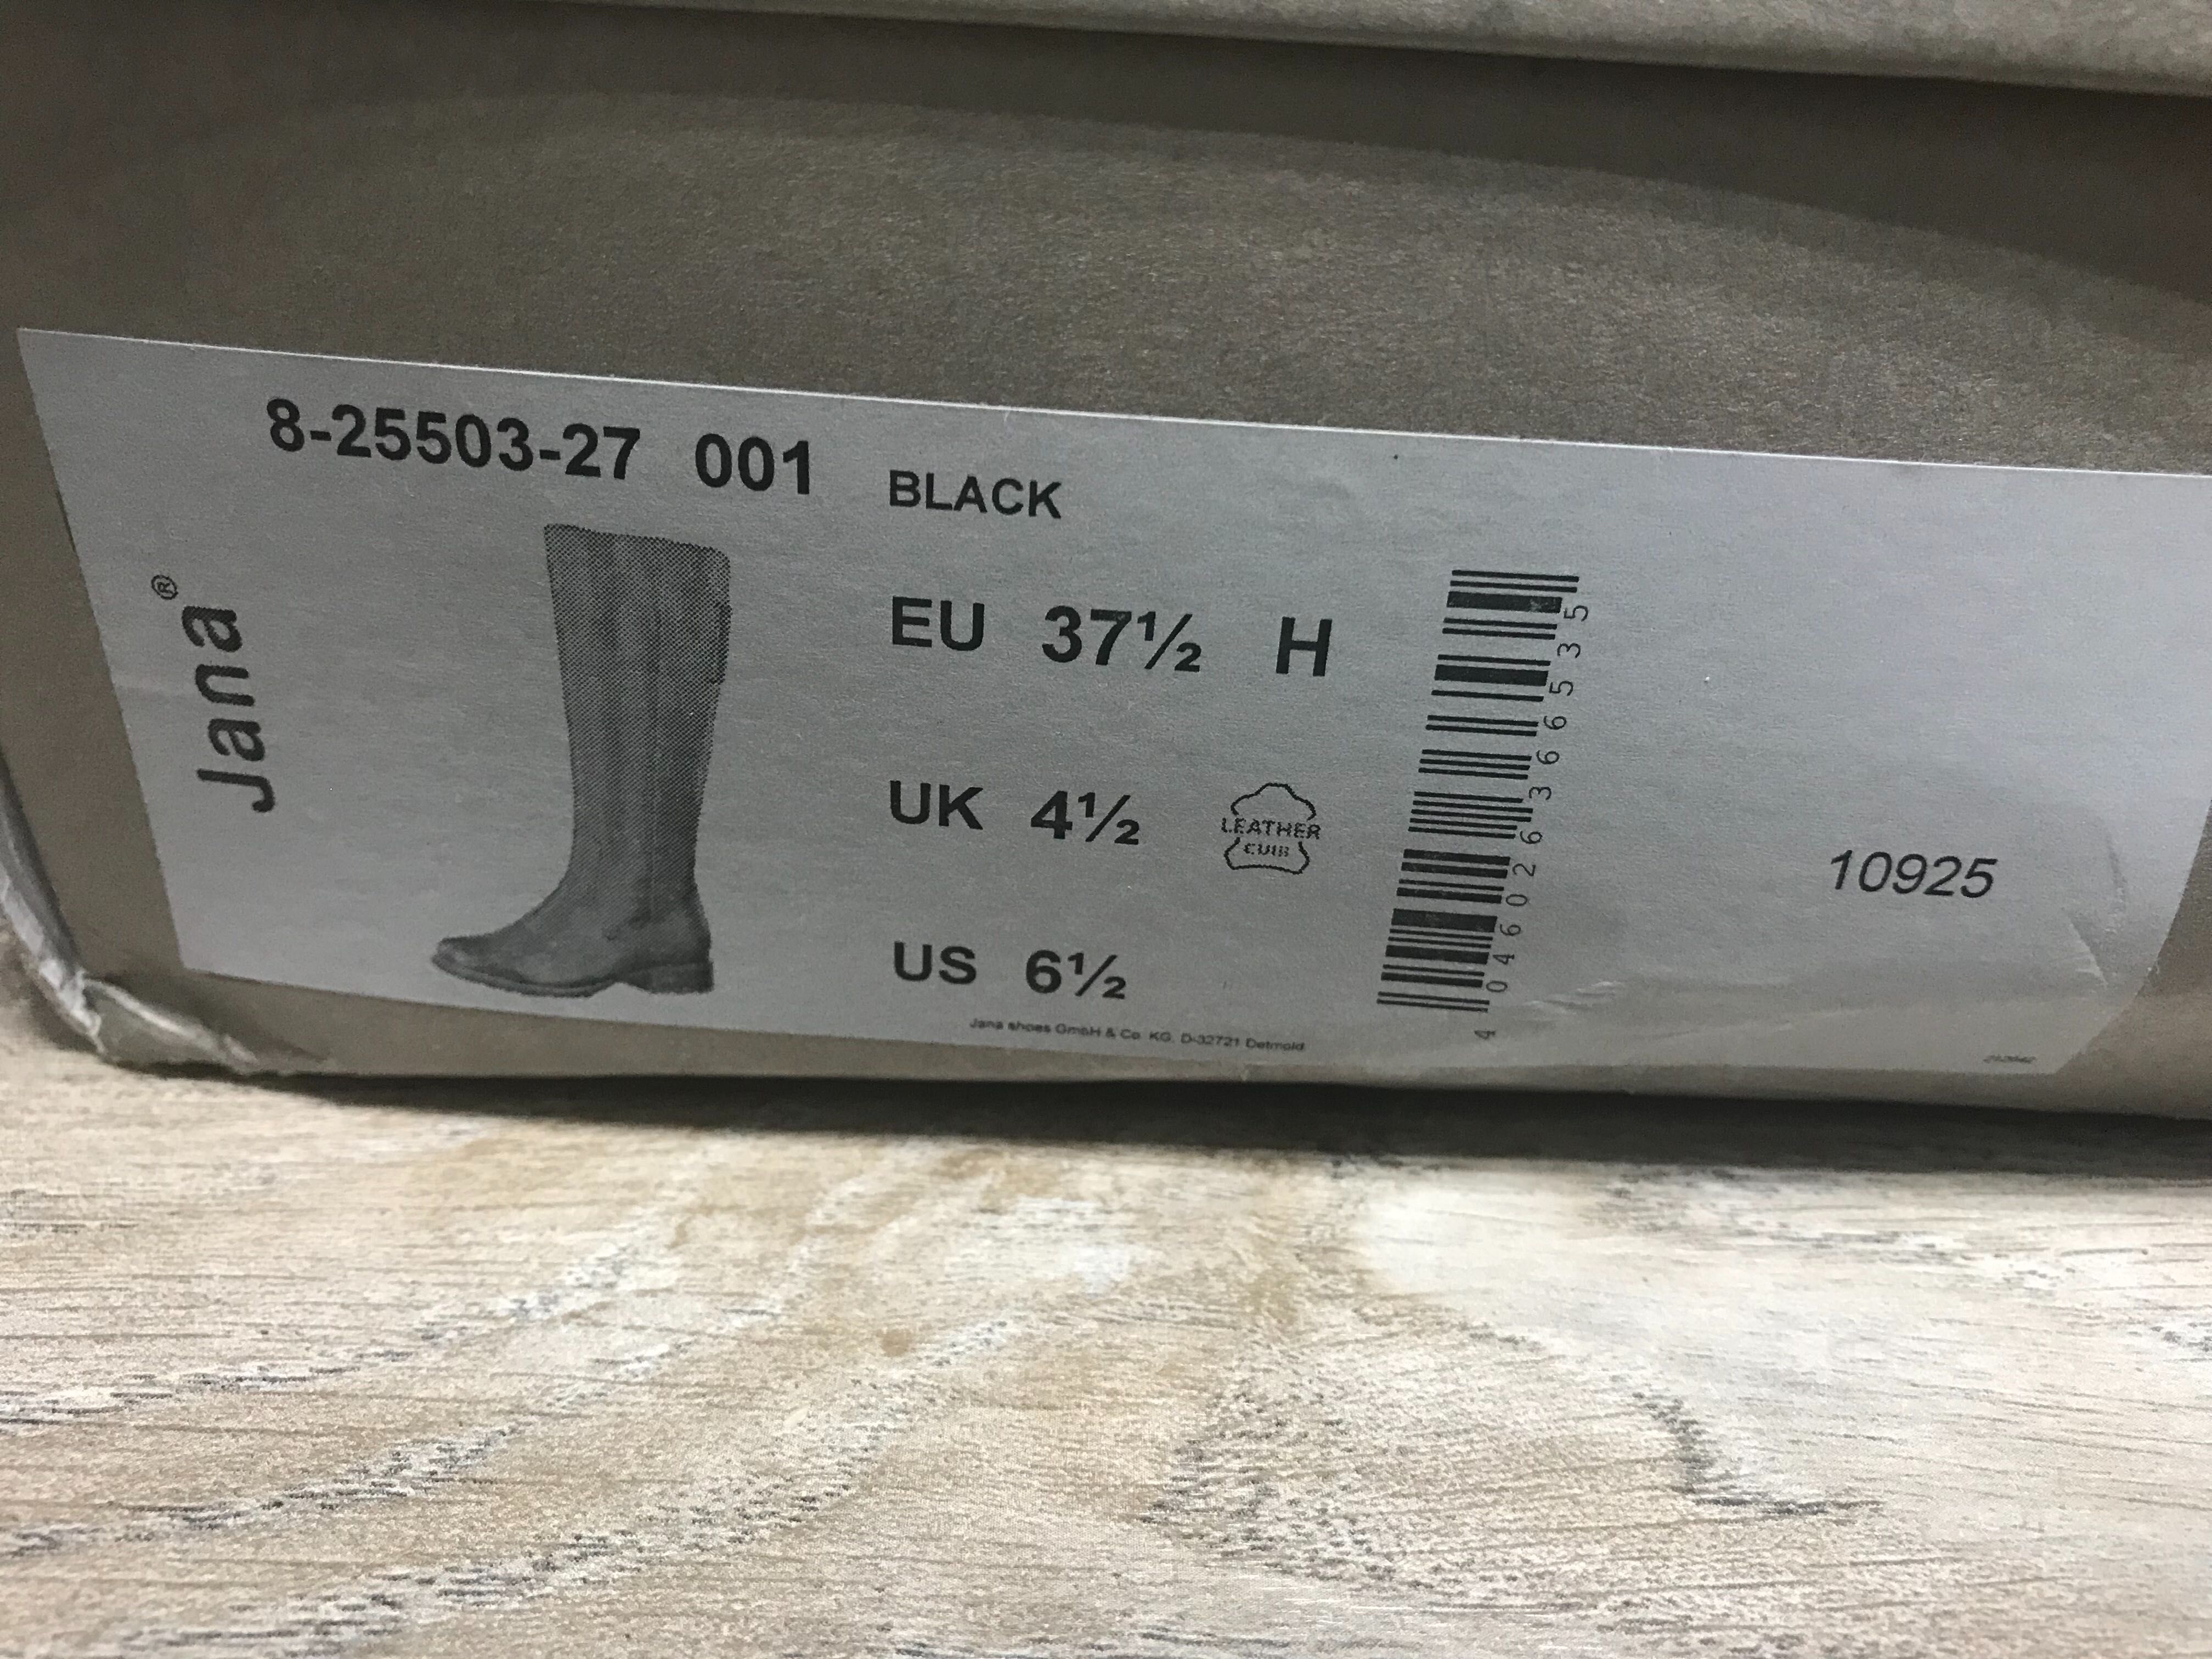 8-25503-27 001 BLACK
Jana®
EU 37½ H
UK 4½
LEATHER
CUIR
US 6½
4 046026 366535
10925
Jana shoes GmbH & Co. KG, D-32721 Detmold